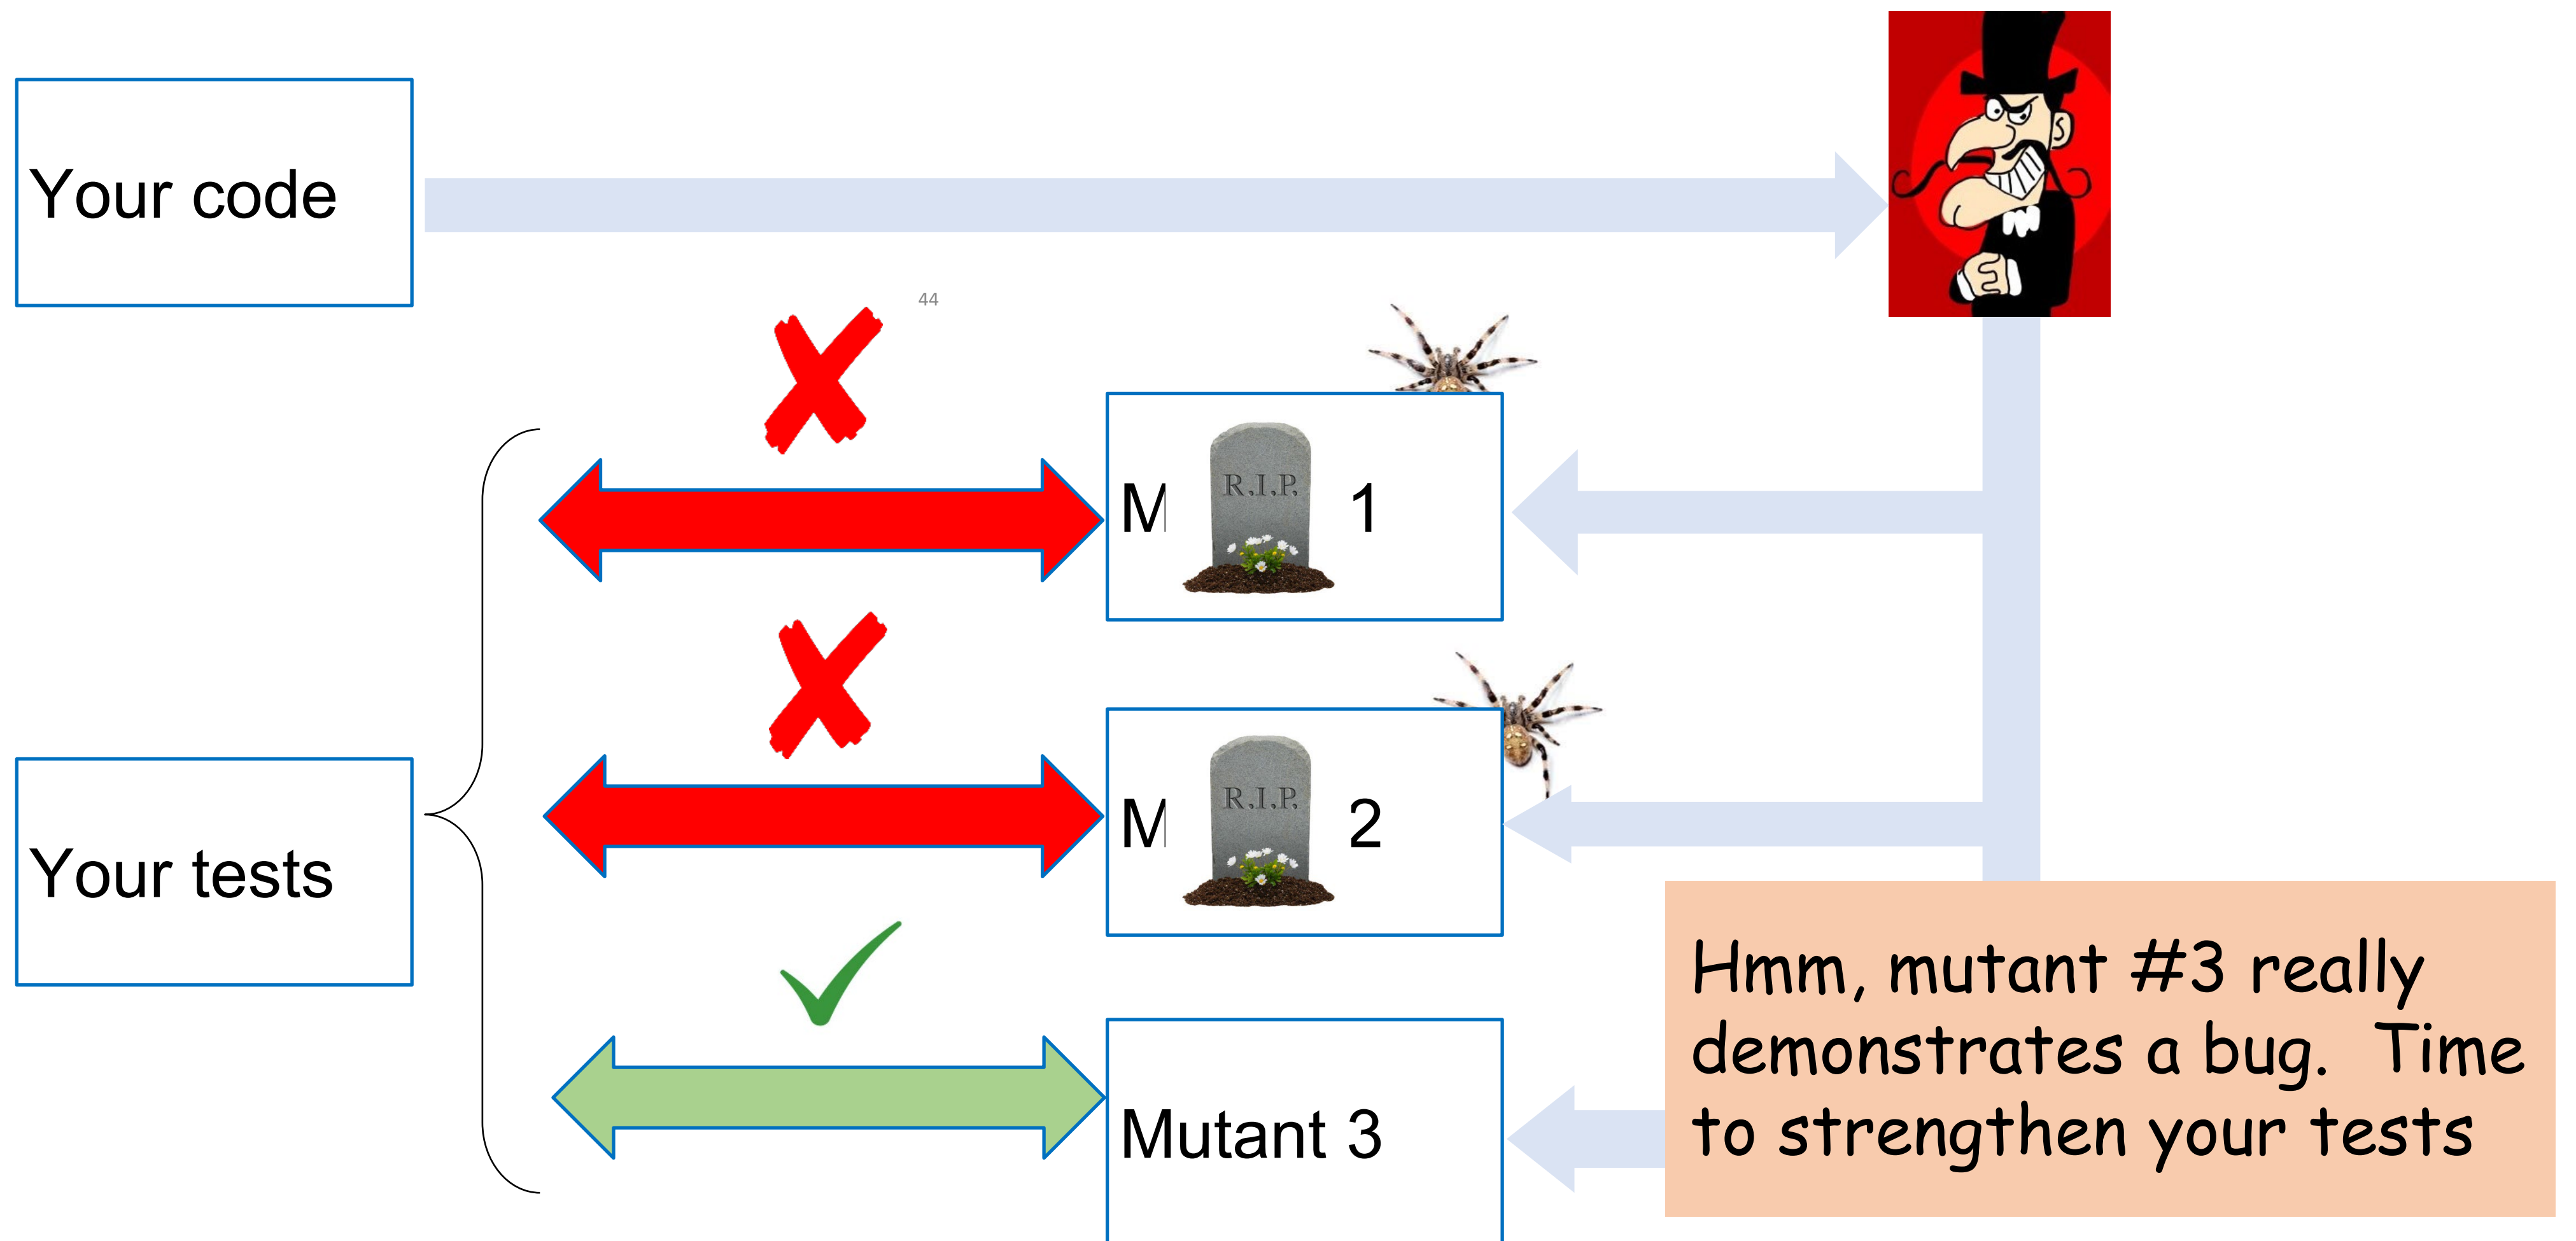 Your code
44
R.I.P.
M 1
R.I.P.
M 2
Your tests
Mutant 3
Hmm, mutant #3 really
demonstrates a bug. Time
to strengthen your tests